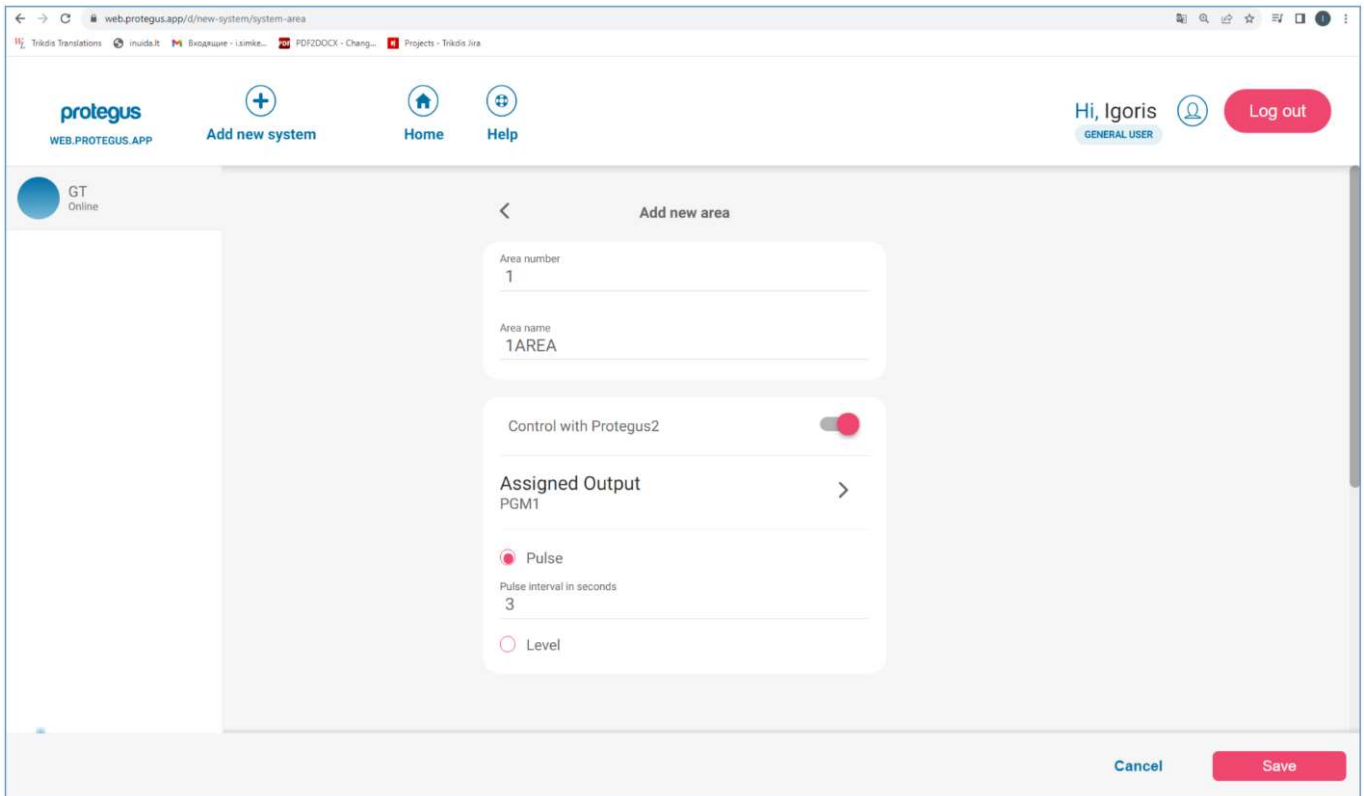 web.protegus.app/d/new-system/system-area
Trikdis Translations inuida.lt Входящие - i.simke... PDF PDF2DOCX - Chang... Projects - Trikdis Jira
protegus
WEB.PROTEGUS.APP
Add new system
Home
Help
Hi, Igoris
GENERAL USER
Log out
GT
Online
Add new area
Area number
1
Area name
1AREA
Control with Protegus2
Assigned Output
PGM1
Pulse
Pulse interval in seconds
3
Level
Cancel
Save